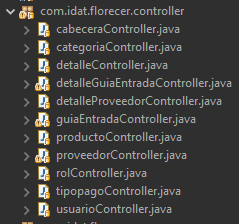 com.idat.florecer.controller
cabeceraController.java
categoriaController.java
detalleController.java
detalleGuiaEntradaController.java
detalleProveedorController.java
guiaEntradaController.java
productoController.java
proveedorController.java
rolController.java
tipopagoController.java
usuarioController.java